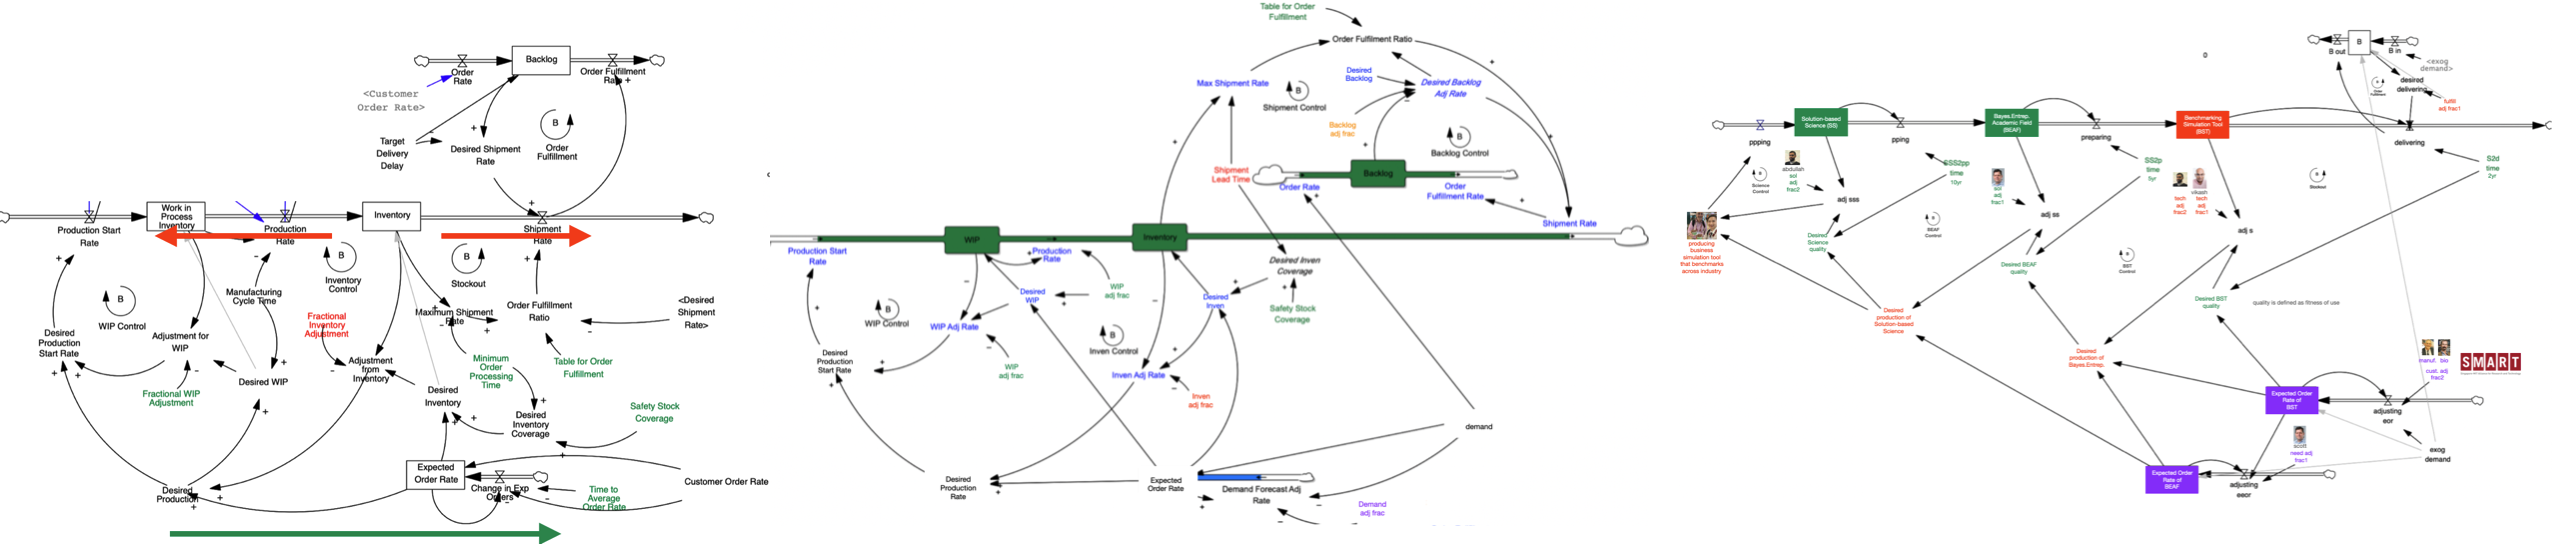 Backlog
Order
Rate
Order Fulfillment
Rate +
<Customer
Order Rate>
Target
Delivery
Delay
-
+
Desired Shipment
Rate
B
Order
Fulfillment
Work in
Process
Inventory
Inventory
Production Start
Rate
Production
Rate
+
Shipment
Rate
+
B
WIP Control
-
B
Inventory
Control
B
Stockout
+
Manufacturing
Cycle Time
Order Fulfillment
Ratio
<Desired
Shipment
Rate>
Maximum Shipment
Rate
-
+
-
Fractional
Inventory
Adjustment
Desired
Production
Start Rate
Adjustment for
WIP
+
+
-
Fractional WIP
Adjustment
+
Desired WIP
+
Adjustment
from
Inventory
-
Minimum
Order
Processing
Time
Table for Order
Fulfillment
Desired
Inventory
+
+
+
Desired
Inventory
Coverage
Safety Stock
Coverage
+
Expected
Order Rate
Change in Exp
Orders
-
-
Time to
Average
Order Rate
Customer Order Rate
Desired
Production
+
+
Table for Order
Fulfillment
Order Fulfilment Ratio
Max Shipment Rate
Desired
Backlog
Desired Backlog
Adj Rate
-
B
Shipment Control
Backlog
adj frac
B
Backlog Control
+
+
+
+
Shipment
Lead Time
Backlog
Order Rate
Order
Fulfilment Rate
Shipment Rate
WIP
Inventory
Production Start
Rate
Production
Rate
+
Desired Inven
Coverage
Desired
WIP
+
WIP
adj frac
Desired
Inven
+
+
Safety Stock
Coverage
+
B
WIP Control
-
WIP Adj Rate
-
B
Inven Control
-
WIP
adj frac
Desired
Production
Start Rate
+
+
Inven Adj Rate
+
-
Inven
adj frac
demand
Desired
Production
Rate
+
+
Expected
Order Rate
+
Demand Forecast Adj
Rate
-
-
Demand
adj frac
0
B out
B
B in
<exog
demand>
desired
delivering
B
fulfill
adj frac1
Solution-based
Science (SS)
Bayes.Entrep.
Academic Field
(BEAF)
Benchmarking
Simulation Tool
(BST)
ppping
pping
preparing
delivering
B
Science
Control
abdullah
sol
adj
frac2
SSS2pp
time
10yr
sol
adj
frac1
SS2p
time
5yr
tech
adj
frac2
vikash
tech
adj
frac1
B
Stockout
S2d
time
2yr
adj sss
B
BEAF
Control
adj ss
adj s
producing
business
simulation tool
that benchmarks
across industry
Desired
Science
quality
Desired BEAF
quality
B
BST
Control
Desired BST
quality
quality is defined as fitness of use
Desired
production of
Solution-based
Science
Desired
production of
Bayes.Entrep.
manuf.
bio
cust. adj
frac2
SMART
Expected Order
Rate of
BST
adjusting
eor
scott
need adj
frac1
exog
demand
Expected Order
Rate of
BEAF
adjusting
eeor